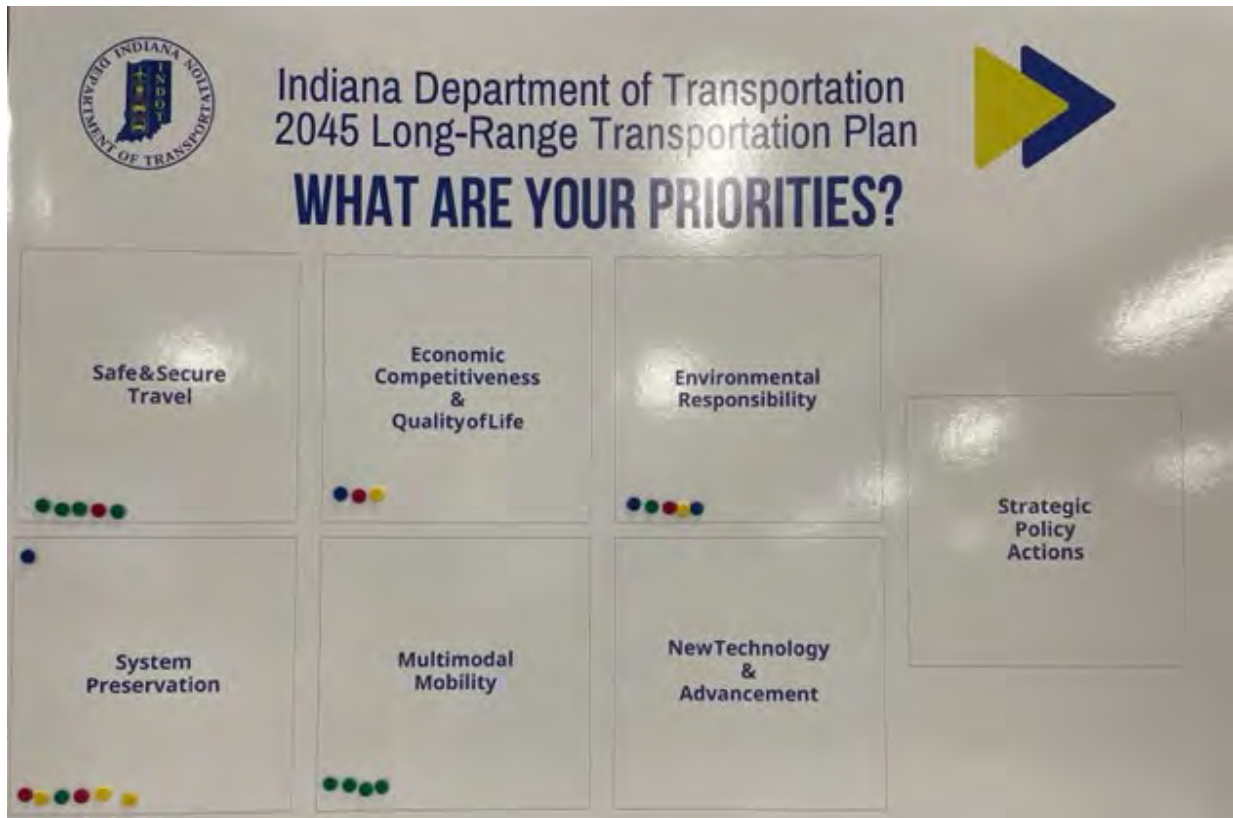 INDIANA DEPARTMENT OF TRANSPORTATION
INDOT
Indiana Department of Transportation
2045 Long-Range Transportation Plan
WHAT ARE YOUR PRIORITIES?
Safe&Secure
Travel
Economic
Competitiveness
&
QualityofLife
Environmental
Responsibility
Strategic
Policy
Actions
System
Preservation
Multimodal
Mobility
NewTechnology
&
Advancement